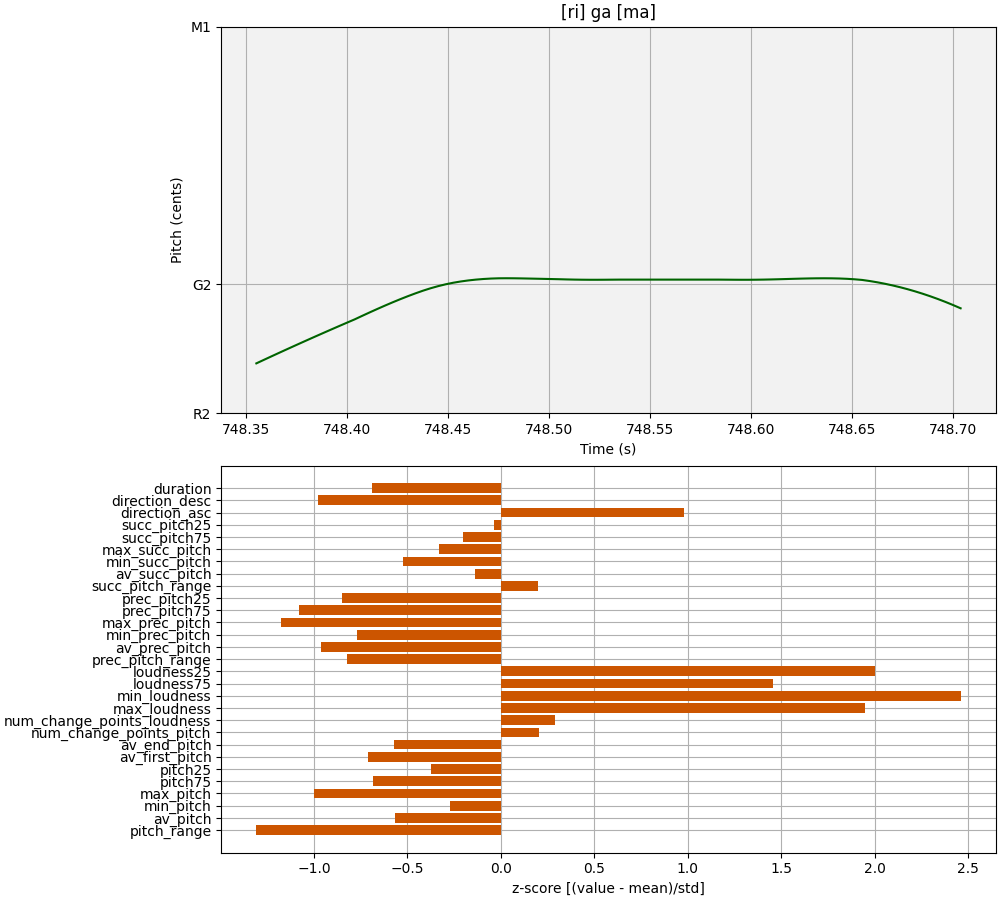 [ri] ga [ma]
M1
G2
R2
Pitch (cents)
748.35 748.40 748.45 748.50 748.55 748.60 748.65 748.70
Time (s)
duration
direction_desc
direction_asc
succ_pitch25
succ_pitch75
max_succ_pitch
min_succ_pitch
av_succ_pitch
succ_pitch_range
prec_pitch25
prec_pitch75
max_prec_pitch
min_prec_pitch
av_prec_pitch
prec_pitch_range
loudness25
loudness75
min_loudness
max_loudness
num_change_points_loudness
num_change_points_pitch
av_end_pitch
av_first_pitch
pitch25
pitch75
max_pitch
min_pitch
av_pitch
pitch_range
−1.0 −0.5 0.0 0.5 1.0 1.5 2.0 2.5
z-score [(value - mean)/std]